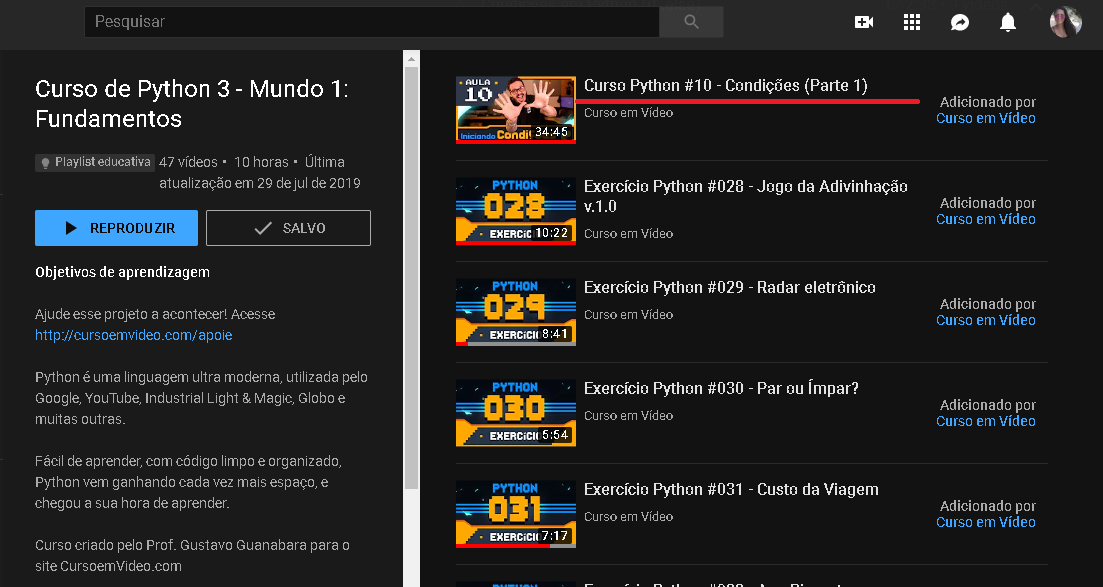 Pesquisar
Curso de Python 3 - Mundo 1:
Fundamentos
Playlist educativa 47 vídeos • 10 horas • Última
atualização em 29 de jul de 2019
REPRODUZIR
SALVO
Objetivos de aprendizagem
Ajude esse projeto a acontecer! Acesse
http://cursoemvideo.com/apoie
Python é uma linguagem ultra moderna, utilizada pelo
Google, YouTube, Industrial Light & Magic, Globo e
muitas outras.
Fácil de aprender, com código limpo e organizado,
Python vem ganhando cada vez mais espaço, e
chegou a sua hora de aprender.
Curso criado pelo Prof. Gustavo Guanabara para o
site CursoemVideo.com
AULA
10
Iniciando Condi
34:45
Curso Python #10 - Condições (Parte 1)
Curso em Vídeo
Adicionado por
Curso em Vídeo
PYTHON
028
EXERCÍC
10:22
Exercício Python #028 - Jogo da Adivinhação
v.1.0
Curso em Vídeo
Adicionado por
Curso em Vídeo
PYTHON
029
EXERCÍCI
8:41
Exercício Python #029 - Radar eletrônico
Curso em Vídeo
Adicionado por
Curso em Vídeo
PYTHON
030
EXERCÍCI
5:54
Exercício Python #030 - Par ou Ímpar?
Curso em Vídeo
Adicionado por
Curso em Vídeo
PYTHON
031
EXERCÍCI
7:17
Exercício Python #031 - Custo da Viagem
Curso em Vídeo
Adicionado por
Curso em Vídeo